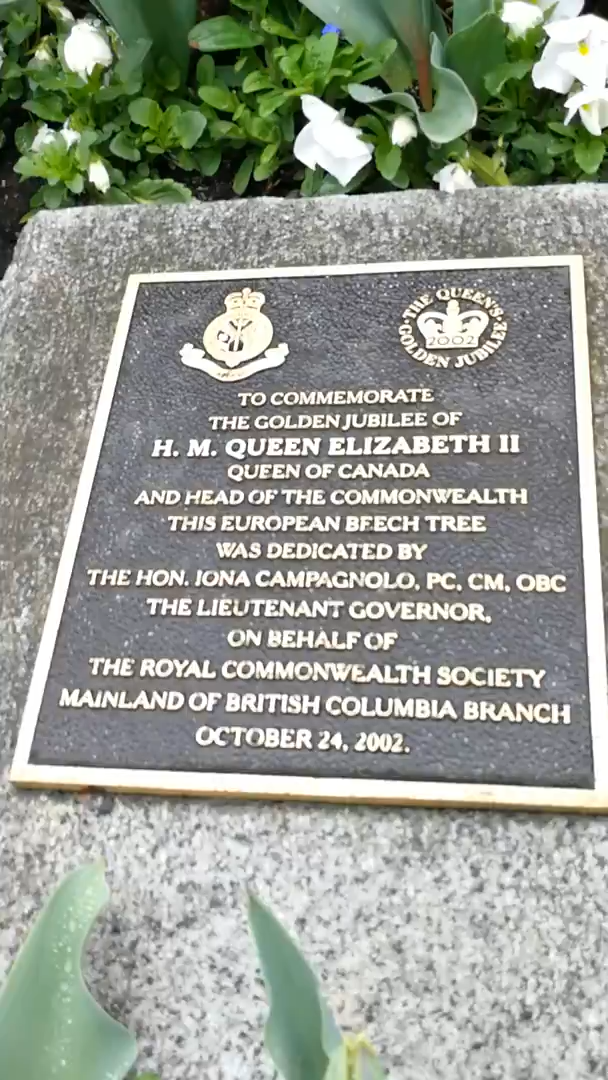 THE QUEEN'S
2002
GOLDEN JUBILEE
TO COMMEMORATE
THE GOLDEN JUBILEE OF
H. M. QUEEN ELIZABETH II
QUEEN OF CANADA
AND HEAD OF THE COMMONWEALTH
THIS EUROPEAN BEECH TREE
WAS DEDICATED BY
THE HON. IONA CAMPAGNOLO, PC, CM, OBC
THE LIEUTENANT GOVERNOR,
ON BEHALF OF
THE ROYAL COMMONWEALTH SOCIETY
MAINLAND OF BRITISH COLUMBIA BRANCH
OCTOBER 24, 2002.